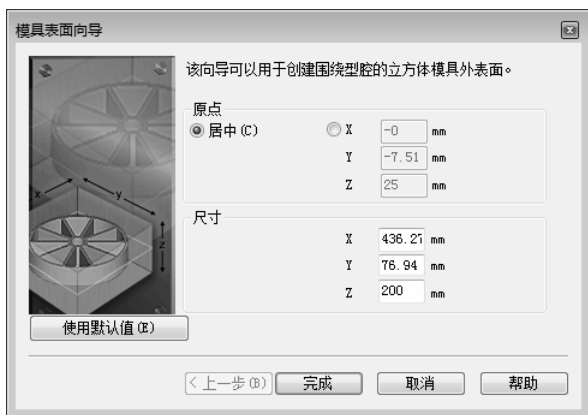 模具表面向导
该向导可以用于创建围绕型腔的立方体模具外表面。
原点
居中(C) X -0 mm
Y -7.51 mm
Z 25 mm
x y z
尺寸
X 436.27 mm
Y 76.94 mm
Z 200 mm
使用默认值(E)
< 上一步(B) 完成 取消 帮助